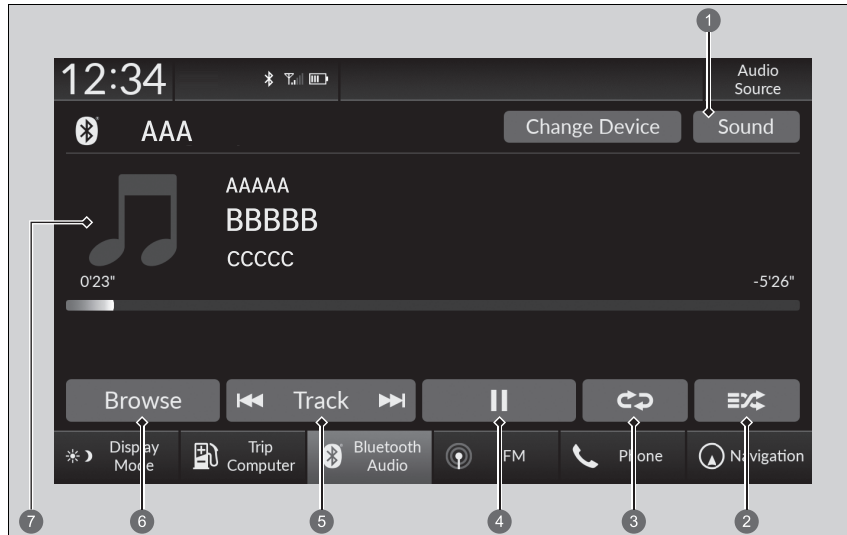 1
12:34
Audio
Source
AAA
Change Device
Sound
AAAAA
BBBBB
CCCCC
7
0'23"
-5'26"
Browse
Track
Display
Mode
Trip
Computer
Bluetooth
Audio
FM
Phone
Navigation
6
5
4
3
2